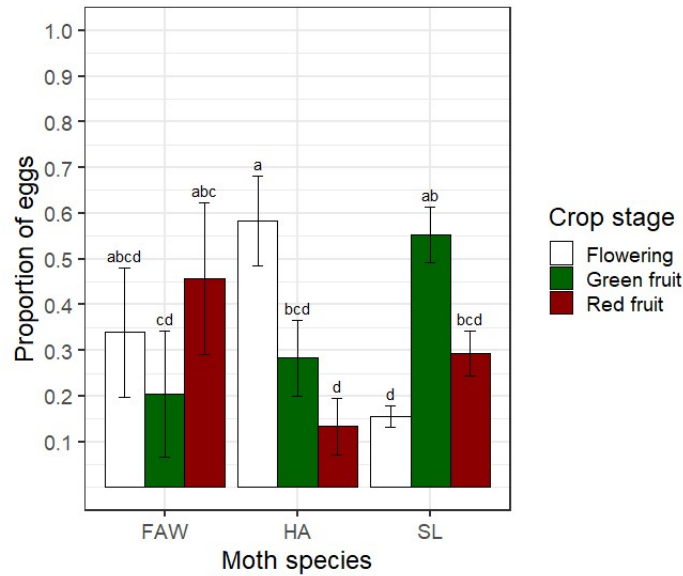 1.0
0.9
0.8
0.7
0.6
0.5
0.4
0.3
0.2
0.1
Proportion of eggs
abcd
cd
abc
a
bcd
d
d
ab
bcd
FAW HA SL
Moth species
Crop stage
Flowering
Green fruit
Red fruit